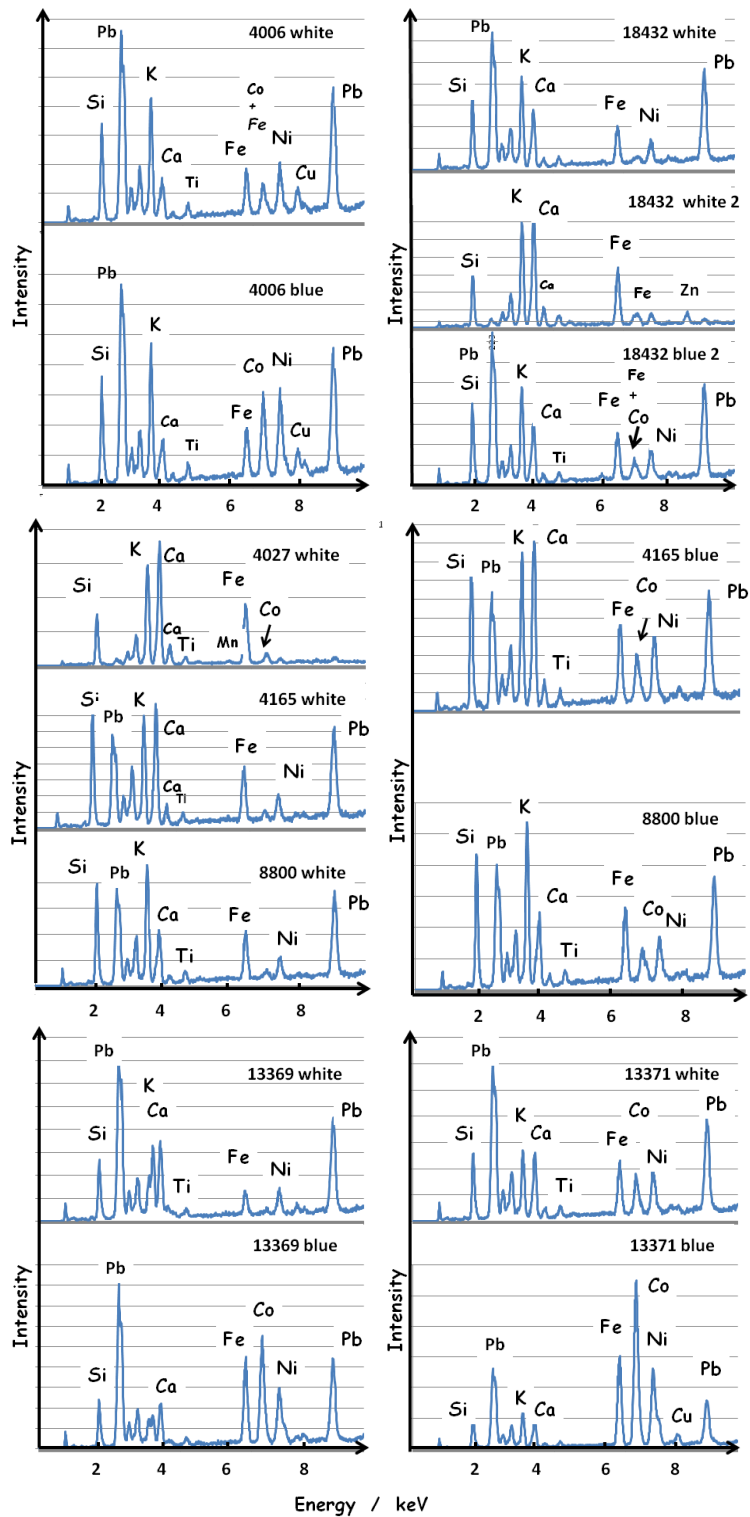 4006 white
Pb
Si
K
Ca
Ti
Fe
Co
+
Fe
Ni
Cu
Pb
4006 blue
Pb
Si
K
Ca
Ti
Fe
Co
Ni
Cu
Pb
Intensity
2 4 6 8
18432 white
Pb
Si
K
Ca
Fe
Ni
Pb
18432 white 2
Si
K
Ca
Ca
Fe
Fe
Zn
18432 blue 2
Pb
Si
K
Ca
Ti
Fe
Fe
+
Co
Ni
Pb
Intensity
2 4 6 8
4027 white
Si
K
Ca
Ca
Ti
Mn
Fe
Co
4165 white
Si
Pb
K
Ca
Ca
Ti
Fe
Ni
Pb
8800 white
Si
Pb
K
Ca
Ti
Fe
Ni
Pb
Intensity
2 4 6 8
1
4165 blue
Si
Pb
K
Ca
Ti
Fe
Co
Ni
Pb
8800 blue
Si
Pb
K
Ca
Ti
Fe
Co
Ni
Pb
Intensity
2 4 6 8
13369 white
Pb
Si
K
Ca
Ti
Fe
Ni
Pb
13369 blue
Pb
Si
Ca
Fe
Co
Ni
Pb
Intensity
2 4 6 8
13371 white
Pb
Si
K
Ca
Ti
Fe
Co
Ni
Pb
13371 blue
Pb
Si
K
Ca
Fe
Co
Ni
Cu
Pb
Intensity
2 4 6 8
Energy / keV